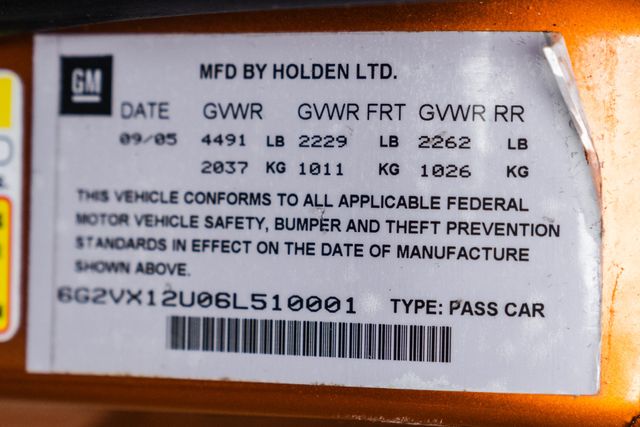 GM
MFD BY HOLDEN LTD.
DATE GVWR GVWR FRT GVWR RR
09/05 4491 LB 2229 LB 2262 LB
2037 KG 1011 KG 1026 KG
THIS VEHICLE CONFORMS TO ALL APPLICABLE FEDERAL
MOTOR VEHICLE SAFETY, BUMPER AND THEFT PREVENTION
STANDARDS IN EFFECT ON THE DATE OF MANUFACTURE
SHOWN ABOVE.
6G2VX12U06L510001 TYPE: PASS CAR